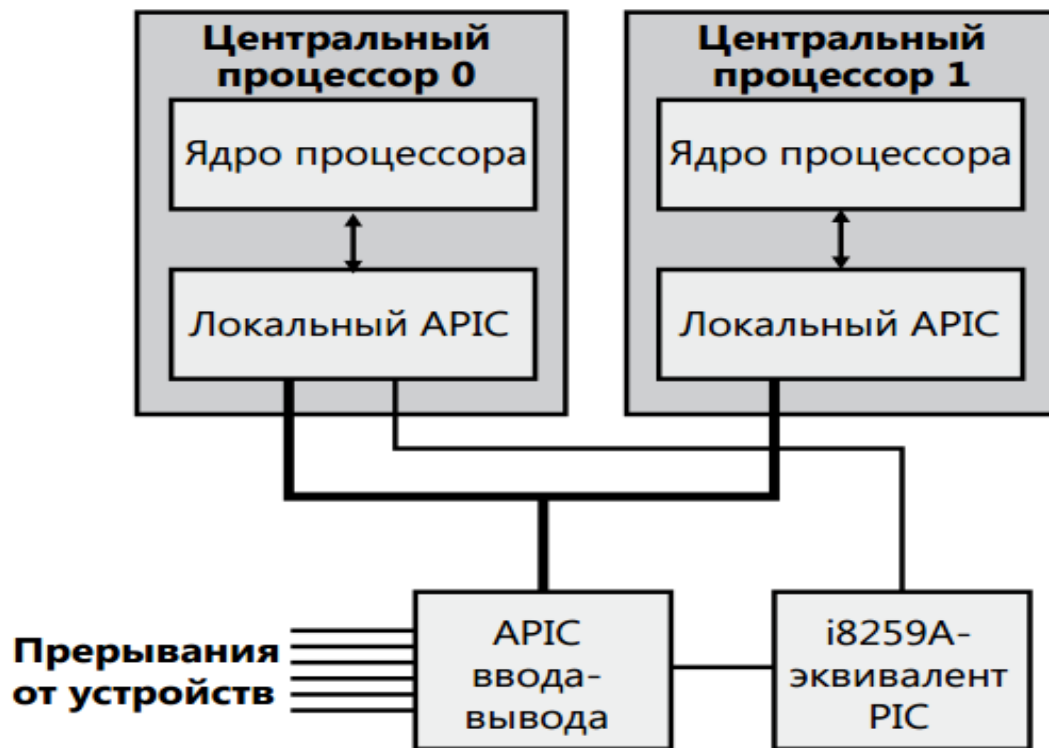 Центральный
процессор 0
Центральный
процессор 1
Ядро процессора
Ядро процессора
Локальный APIC
Локальный APIC
Прерывания
от устройств
APIC
ввода-
вывода
i8259A-
эквивалент
PIC